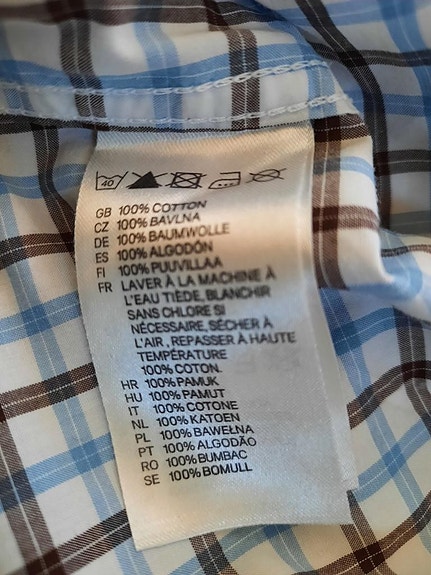 40
GB 100% COTTON
CZ 100% BAVLNA
DE 100% BAUMWOLLE
ES 100% ALGODÓN
FI 100% PUUVILLAA
FR LAVER À LA MACHINE À
L'EAU TIÈDE, BLANCHIR
SANS CHLORE SI
NÉCESSAIRE, SÉCHER À
L'AIR, REPASSER À HAUTE
TEMPÉRATURE
100% COTON.
HR 100% PAMUK
HU 100% PAMUT
IT 100% COTONE
NL 100% KATOEN
PL 100% BAWEŁNA
PT 100% ALGODÃO
RO 100% BUMBAC
SE 100% BOMULL